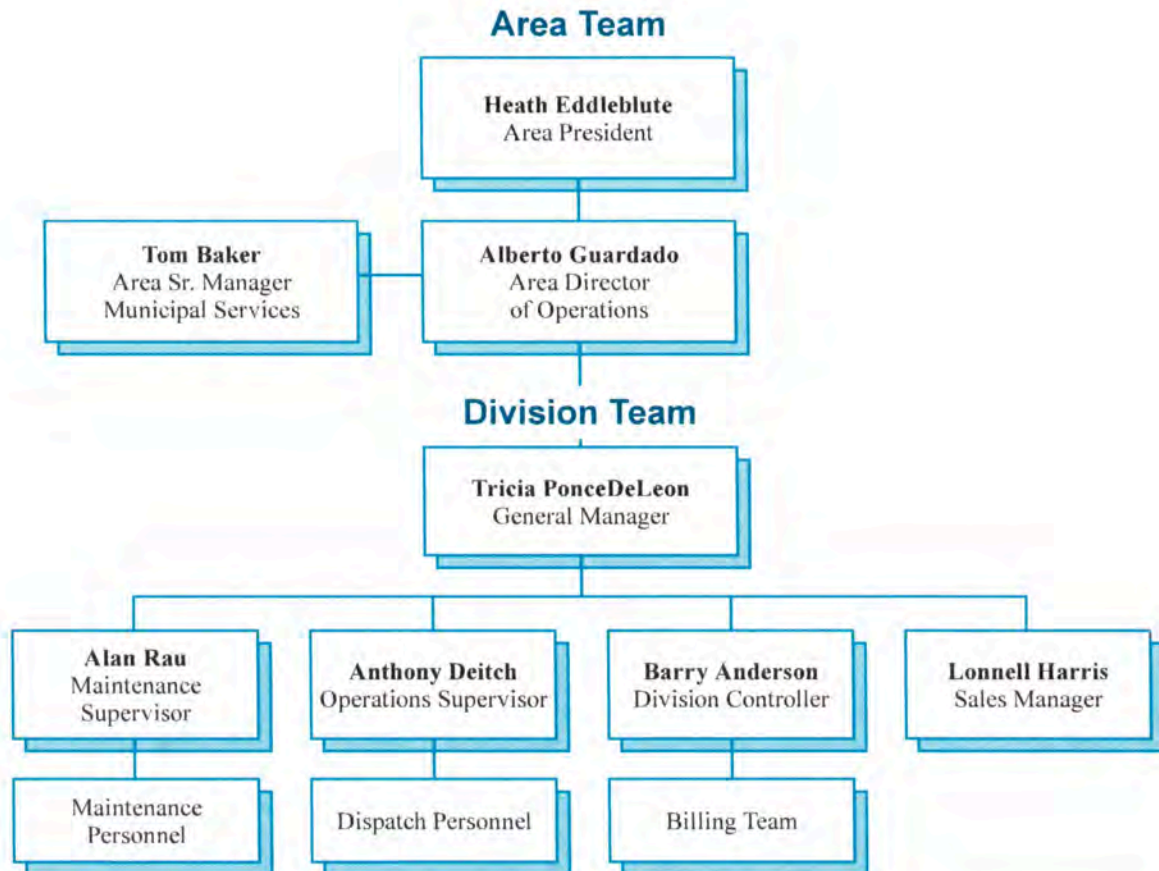 Area Team
Heath Eddleblute
Area President
Tom Baker
Area Sr. Manager
Municipal Services
Alberto Guardado
Area Director
of Operations
Division Team
Tricia PonceDeLeon
General Manager
Alan Rau
Maintenance
Supervisor
Anthony Deitch
Operations Supervisor
Barry Anderson
Division Controller
Lonnell Harris
Sales Manager
Maintenance
Personnel
Dispatch Personnel
Billing Team